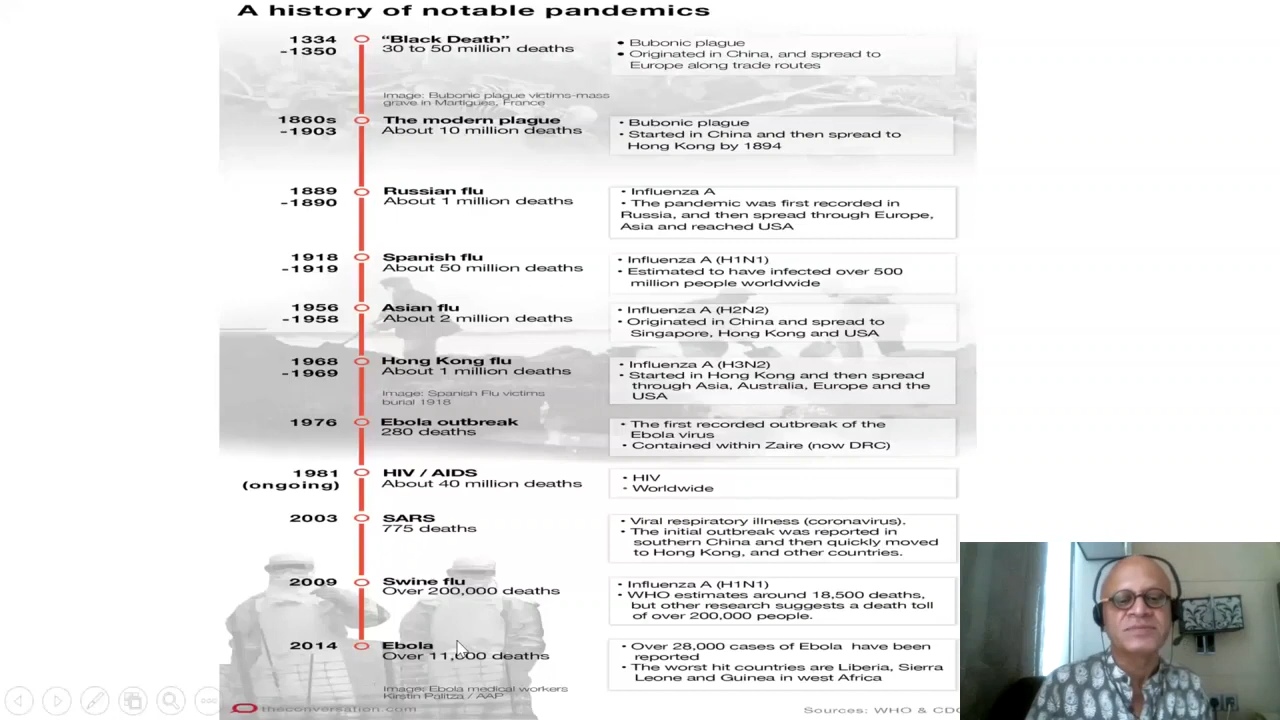 A history of notable pandemics
1334
-1350
"Black Death"
30 to 50 million deaths
• Bubonic plague
• Originated in China, and spread to
Europe along trade routes
Image: Bubonic plague victims-mass
grave in Martigues, France
1860s
-1903
The modern plague
About 10 million deaths
• Bubonic plague
• Started in China and then spread to
Hong Kong by 1894
1889
-1890
Russian flu
About 1 million deaths
• Influenza A
• The pandemic was first recorded in
Russia, and then spread through Europe,
Asia and reached USA
1918
-1919
Spanish flu
About 50 million deaths
• Influenza A (H1N1)
• Estimated to have infected over 500
million people worldwide
1956
-1958
Asian flu
About 2 million deaths
• Influenza A (H2N2)
• Originated in China and spread to
Singapore, Hong Kong and USA
1968
-1969
Hong Kong flu
About 1 million deaths
Image: Spanish Flu victims
burial 1918
• Influenza A (H3N2)
• Started in Hong Kong and then spread
through Asia, Australia, Europe and the
USA
1976
Ebola outbreak
280 deaths
• The first recorded outbreak of the
Ebola virus
• Contained within Zaire (now DRC)
1981
(ongoing)
HIV / AIDS
About 40 million deaths
• HIV
• Worldwide
2003
SARS
775 deaths
• Viral respiratory illness (coronavirus).
• The initial outbreak was reported in
southern China and then quickly moved
to Hong Kong, and other countries.
2009
Swine flu
Over 200,000 deaths
• Influenza A (H1N1)
• WHO estimates around 18,500 deaths,
but other research suggests a death toll
of over 200,000 people.
2014
Ebola
Over 11,000 deaths
• Over 28,000 cases of Ebola have been
reported
• The worst hit countries are Liberia, Sierra
Leone and Guinea in west Africa
Image: Ebola medical workers
Kirstin Palitza / AAP
theconversation.com
Sources: WHO & CDC